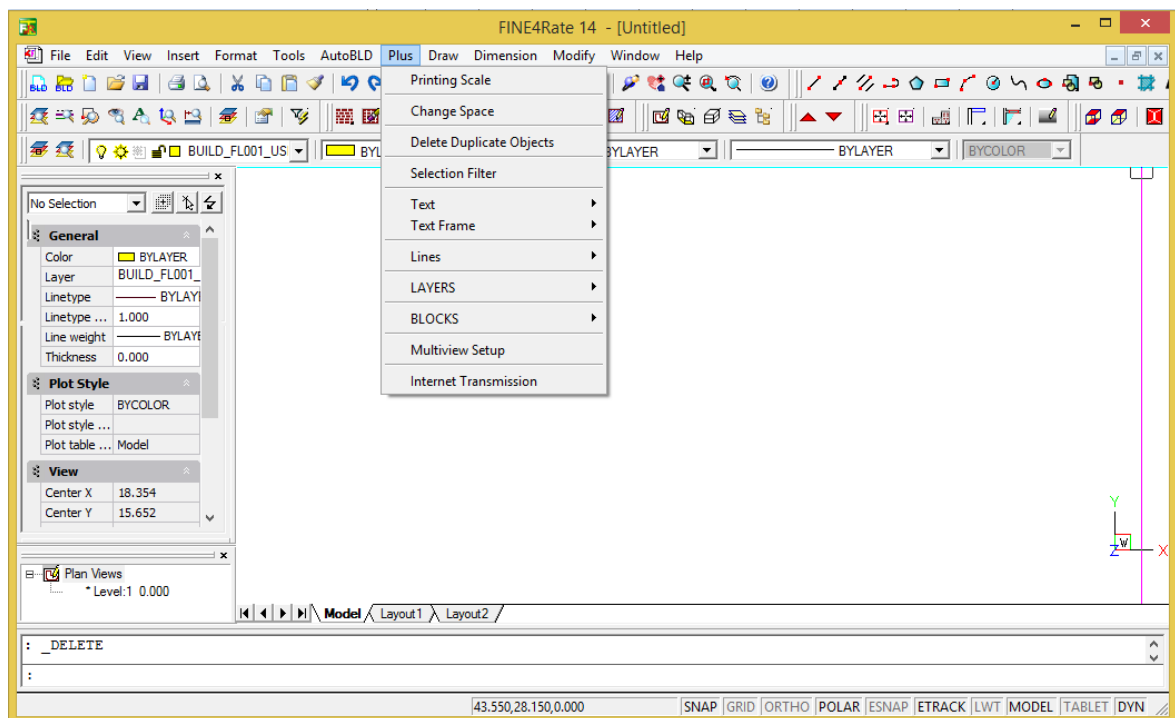 FINE4Rate 14 - [Untitled]
File Edit View Insert Format Tools AutoBLD Plus Draw Dimension Modify Window Help
BLD BLD
Printing Scale
Change Space
Delete Duplicate Objects
Selection Filter
Text
Text Frame
Lines
LAYERS
BLOCKS
Multiview Setup
Internet Transmission
BUILD_FL001_US BYL BYLAYER BYLAYER BYCOLOR
No Selection
General
Color BYLAYER
Layer BUILD_FL001_
Linetype BYLAYE
Linetype ... 1.000
Line weight BYLAYE
Thickness 0.000
Plot Style
Plot style BYCOLOR
Plot style ...
Plot table ... Model
View
Center X 18.354
Center Y 15.652
Plan Views
* Level:1 0.000
Y
W
Z X
Model Layout1 Layout2
: _DELETE
:
43.550,28.150,0.000 SNAP GRID ORTHO POLAR ESNAP ETRACK LWT MODEL TABLET DYN